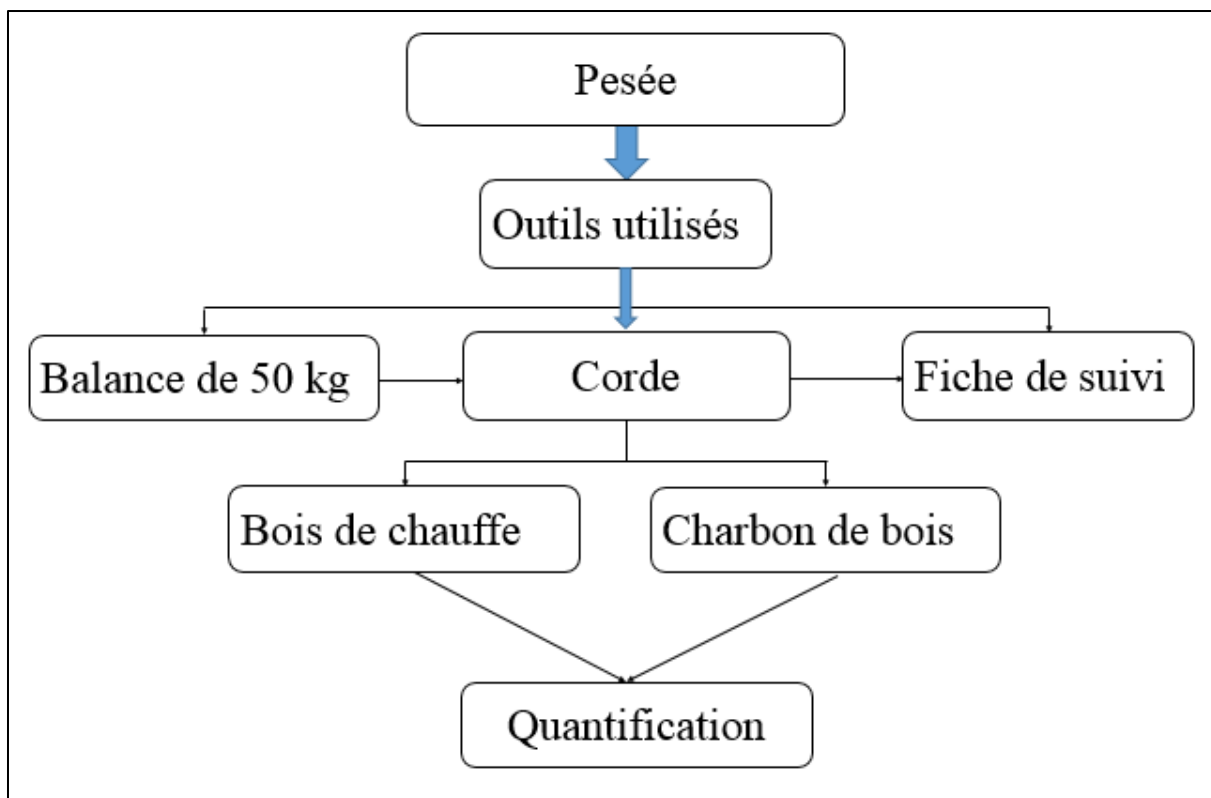 Pesée
Outils utilisés
Balance de 50 kg
Corde
Fiche de suivi
Bois de chauffe
Charbon de bois
Quantification